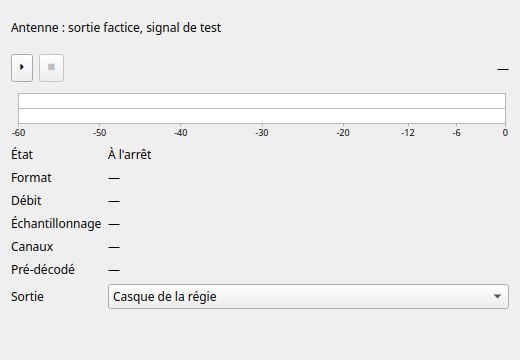 Antenne : sortie factice, signal de test
—
-60 -50 -40 -30 -20 -12 -6 0
État À l'arrêt
Format —
Débit —
Échantillonnage —
Canaux —
Pré-décodé —
Sortie Casque de la régie